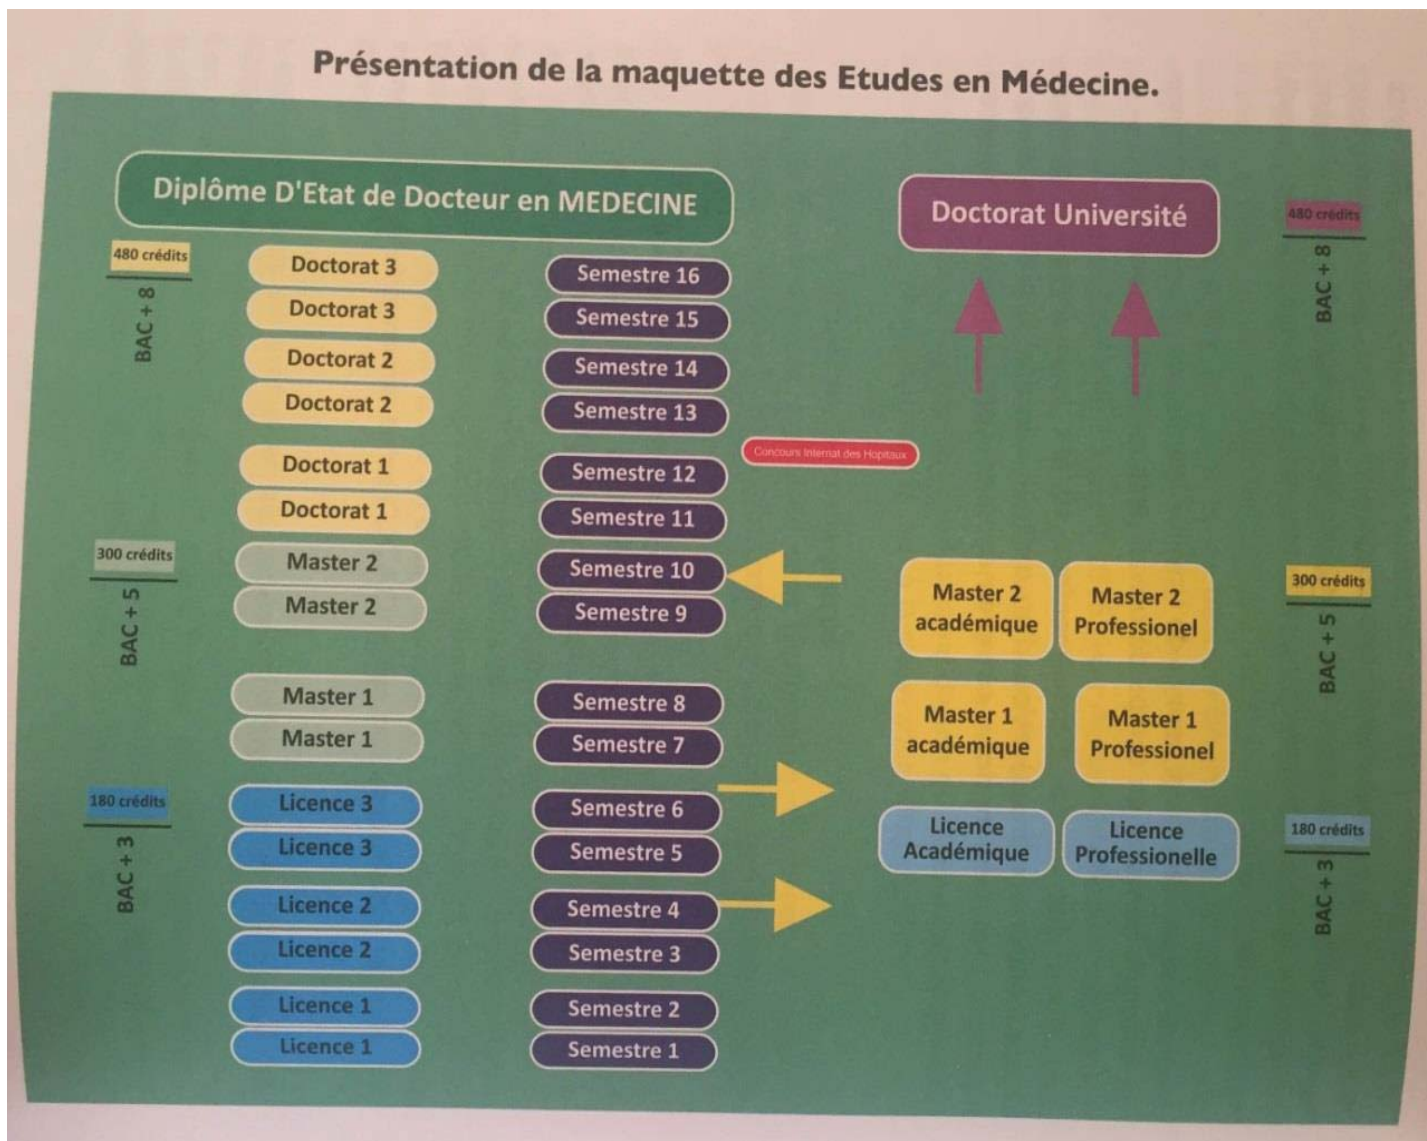 Présentation de la maquette des Etudes en Médecine.
Diplôme D'Etat de Docteur en MEDECINE
Doctorat Université
480 crédits
BAC + 8
480 crédits
BAC + 8
Doctorat 3
Semestre 16
Doctorat 3
Semestre 15
Doctorat 2
Semestre 14
Doctorat 2
Semestre 13
Concours Internat des Hopitaux
Doctorat 1
Semestre 12
Doctorat 1
Semestre 11
300 crédits
BAC + 5
Master 2
Semestre 10
Master 2
Semestre 9
Master 2
académique
Master 2
Professionel
300 crédits
BAC + 5
Master 1
Semestre 8
Master 1
Semestre 7
Master 1
académique
Master 1
Professionel
180 crédits
BAC + 3
Licence 3
Semestre 6
Licence 3
Semestre 5
Licence
Académique
Licence
Professionelle
180 crédits
BAC + 3
Licence 2
Semestre 4
Licence 2
Semestre 3
Licence 1
Semestre 2
Licence 1
Semestre 1